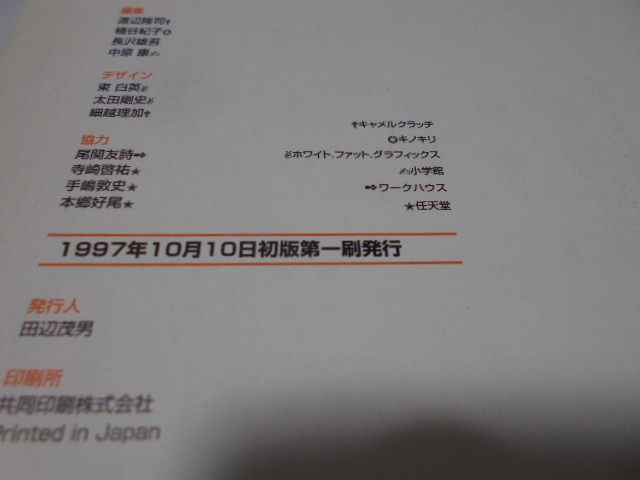 編集
渡辺隆司✝
桶谷紀子✪
長沢雄吾
中原 康✍
デザイン
東 白英✌
太田剛史✌
細越理加✝
協力
尾関友詩➺
寺崎啓祐★
手嶋敦史★
本郷好尾★
✝キャメルクラッチ
✪キノキリ
✌ホワイト.ファット.グラフィックス
✍小学館
➺ワークハウス
★任天堂
1997年10月10日初版第一刷発行
発行人
田辺茂男
印刷所
共同印刷株式会社
Printed in Japan